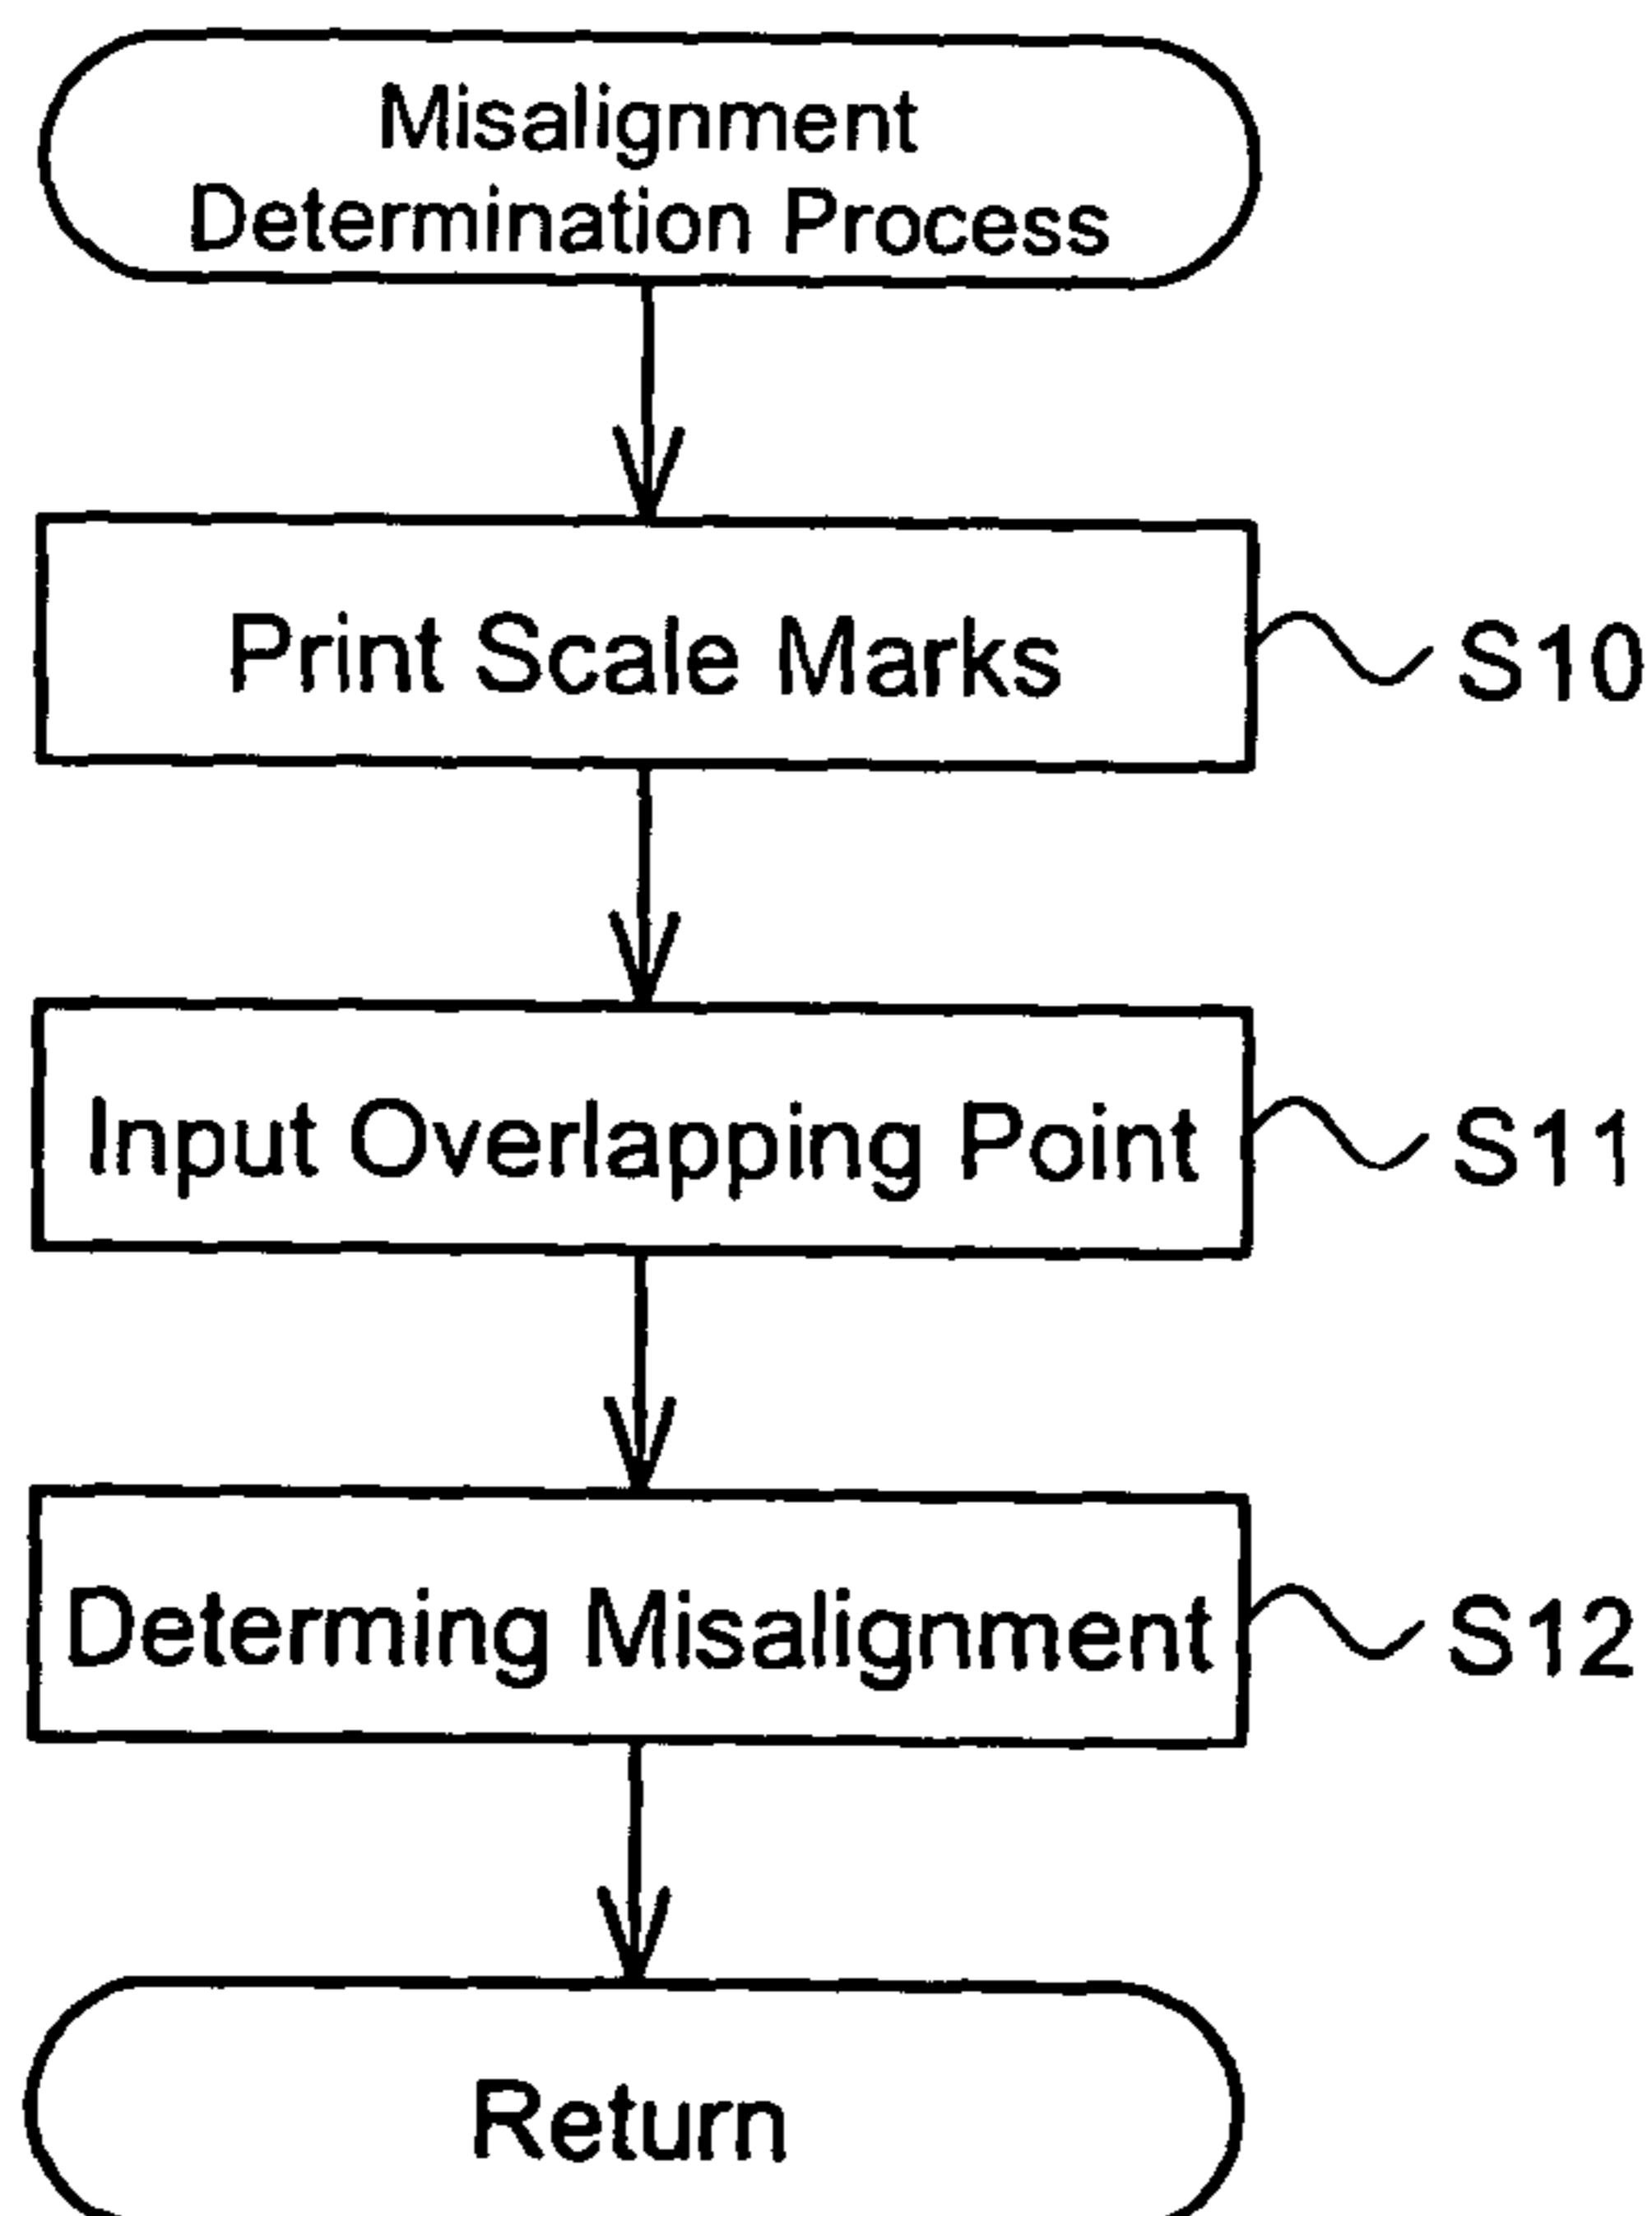 Misalignment
Determination Process
Print Scale Marks
S10
Input Overlapping Point
S11
Determing Misalignment
S12
Return